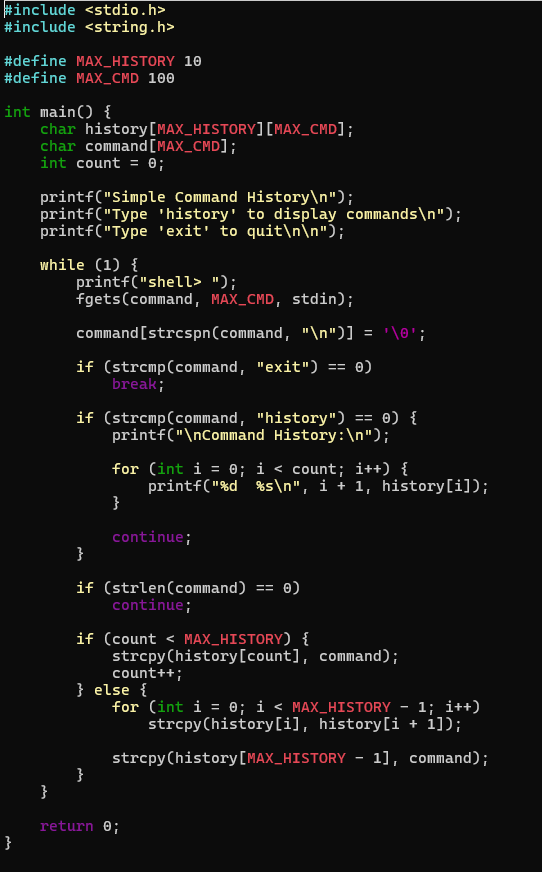 #include <stdio.h>
#include <string.h>

#define MAX_HISTORY 10
#define MAX_CMD 100

int main() {
    char history[MAX_HISTORY][MAX_CMD];
    char command[MAX_CMD];
    int count = 0;

    printf("Simple Command History\n");
    printf("Type 'history' to display commands\n");
    printf("Type 'exit' to quit\n\n");

    while (1) {
        printf("shell> ");
        fgets(command, MAX_CMD, stdin);

        command[strcspn(command, "\n")] = '\0';

        if (strcmp(command, "exit") == 0)
            break;

        if (strcmp(command, "history") == 0) {
            printf("\nCommand History:\n");

            for (int i = 0; i < count; i++) {
                printf("%d  %s\n", i + 1, history[i]);
            }

            continue;
        }

        if (strlen(command) == 0)
            continue;

        if (count < MAX_HISTORY) {
            strcpy(history[count], command);
            count++;
        } else {
            for (int i = 0; i < MAX_HISTORY - 1; i++)
                strcpy(history[i], history[i + 1]);

            strcpy(history[MAX_HISTORY - 1], command);
        }
    }

    return 0;
}